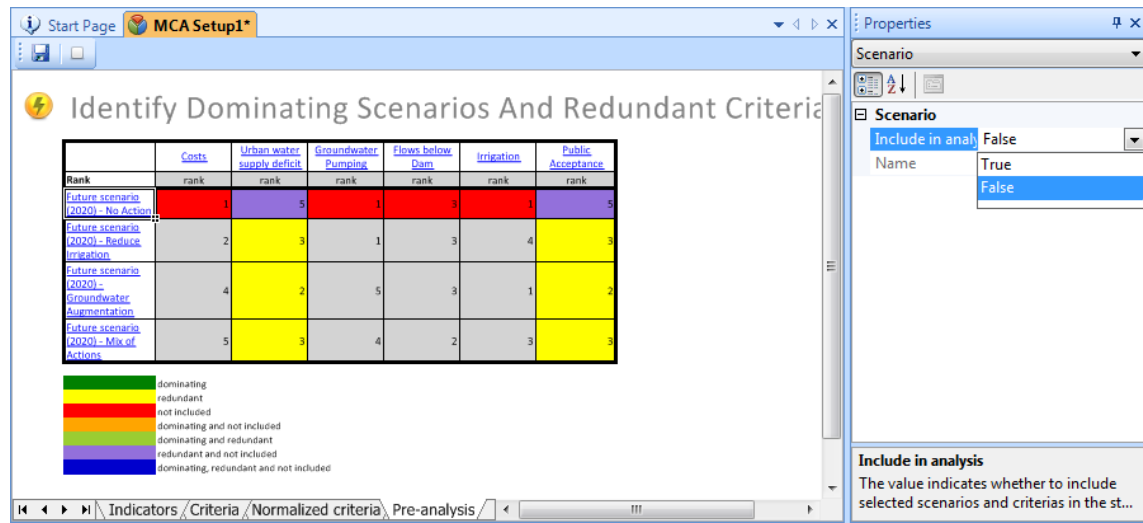 Start Page MCA Setup1*
Identify Dominating Scenarios And Redundant Criteria
Costs Urban water supply deficit Groundwater Pumping Flows below Dam Irrigation Public Acceptance
Rank rank rank rank rank rank rank
Future scenario (2020) - No Action 1 5 1 3 1 5
Future scenario (2020) - Reduce Irrigation 2 3 1 3 4 3
Future scenario (2020) - Groundwater Augmentation 4 2 5 3 1 2
Future scenario (2020) - Mix of Actions 5 3 4 2 3 3
dominating
redundant
not included
dominating and not included
dominating and redundant
redundant and not included
dominating, redundant and not included
Indicators Criteria Normalized criteria Pre-analysis
Properties
Scenario
Scenario
Include in analy False
Name True
False
Include in analysis
The value indicates whether to include
selected scenarios and criterias in the st...